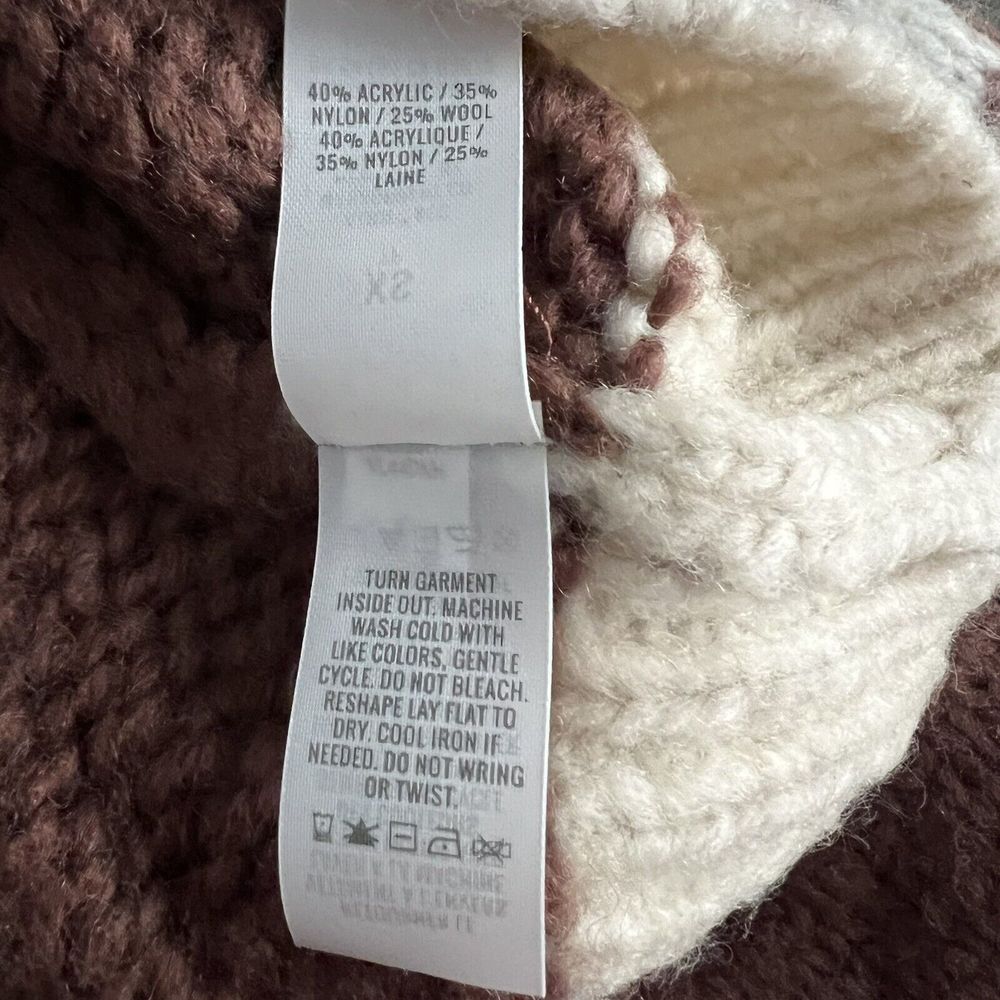 40% ACRYLIC / 35%
NYLON / 25% WOOL
40% ACRYLIQUE /
35% NYLON / 25%
LAINE
XS
TURN GARMENT
INSIDE OUT. MACHINE
WASH COLD WITH
LIKE COLORS, GENTLE
CYCLE. DO NOT BLEACH.
RESHAPE LAY FLAT TO
DRY. COOL IRON IF
NEEDED. DO NOT WRING
OR TWIST.